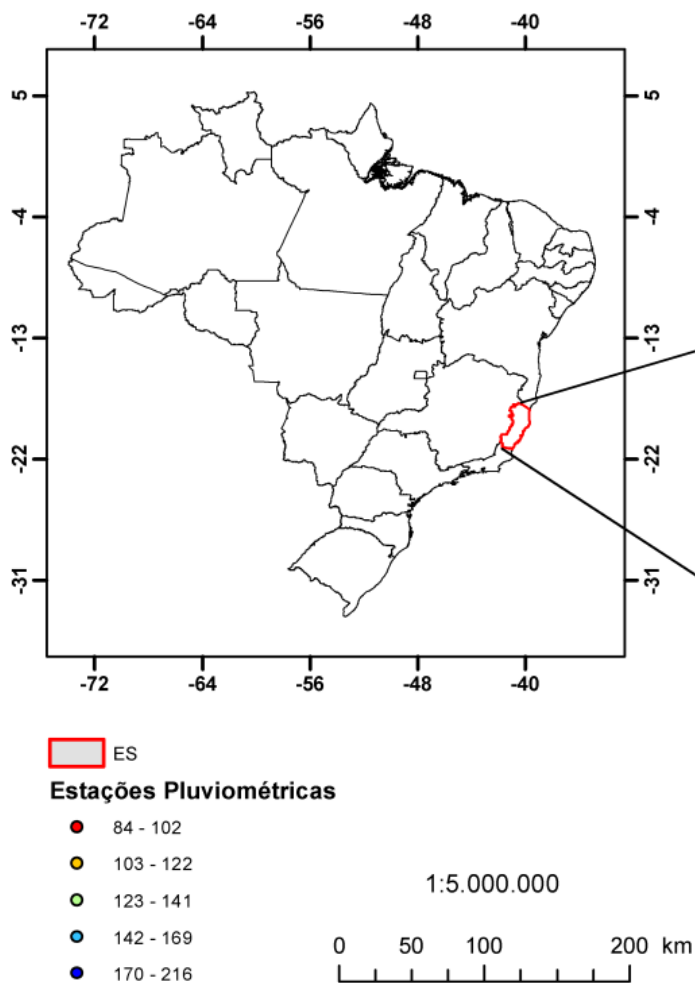 -72 -64 -56 -48 -40
5 5
-4 -4
-13 -13
-22 -22
-31 -31
-72 -64 -56 -48 -40
ES
Estações Pluviométricas
84 - 102
103 - 122
123 - 141
142 - 169
170 - 216
1:5.000.000
0 50 100 200 km